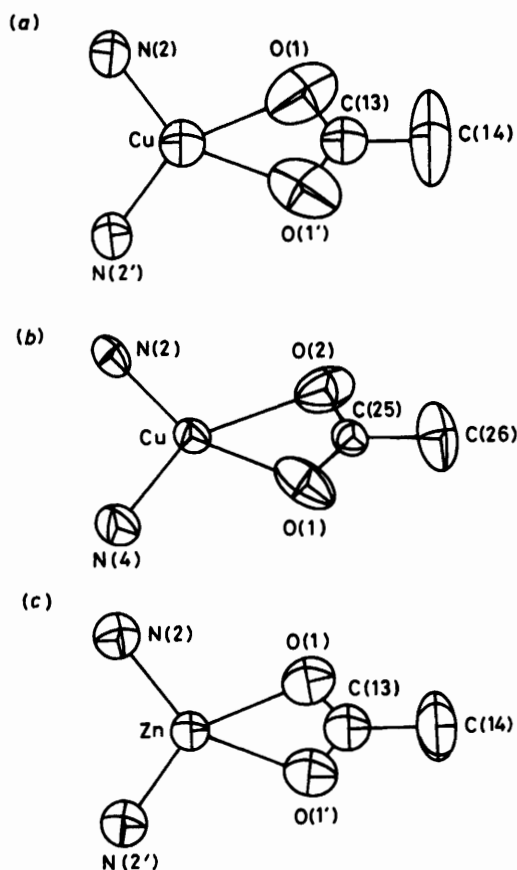 (a)
N(2)
O(1)
C(13)
Cu
C(14)
O(1')
N(2')
(b)
N(2)
O(2)
C(25)
Cu
C(26)
O(1)
N(4)
(c)
N(2)
O(1)
C(13)
Zn
C(14)
O(1')
N(2')